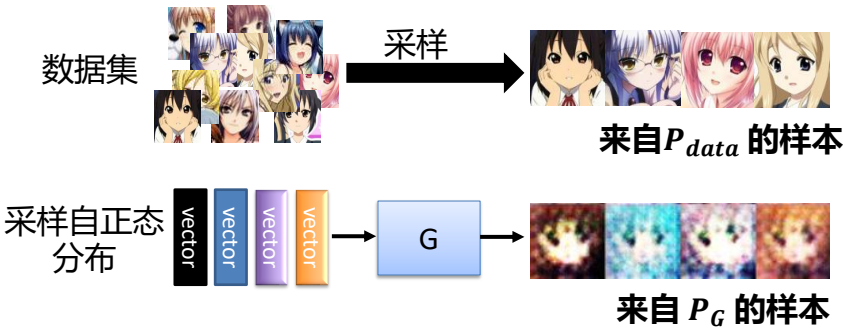 数据集
采样
来自P_data 的样本
采样自正态
分布
vector
vector
vector
vector
G
来自 P_G 的样本